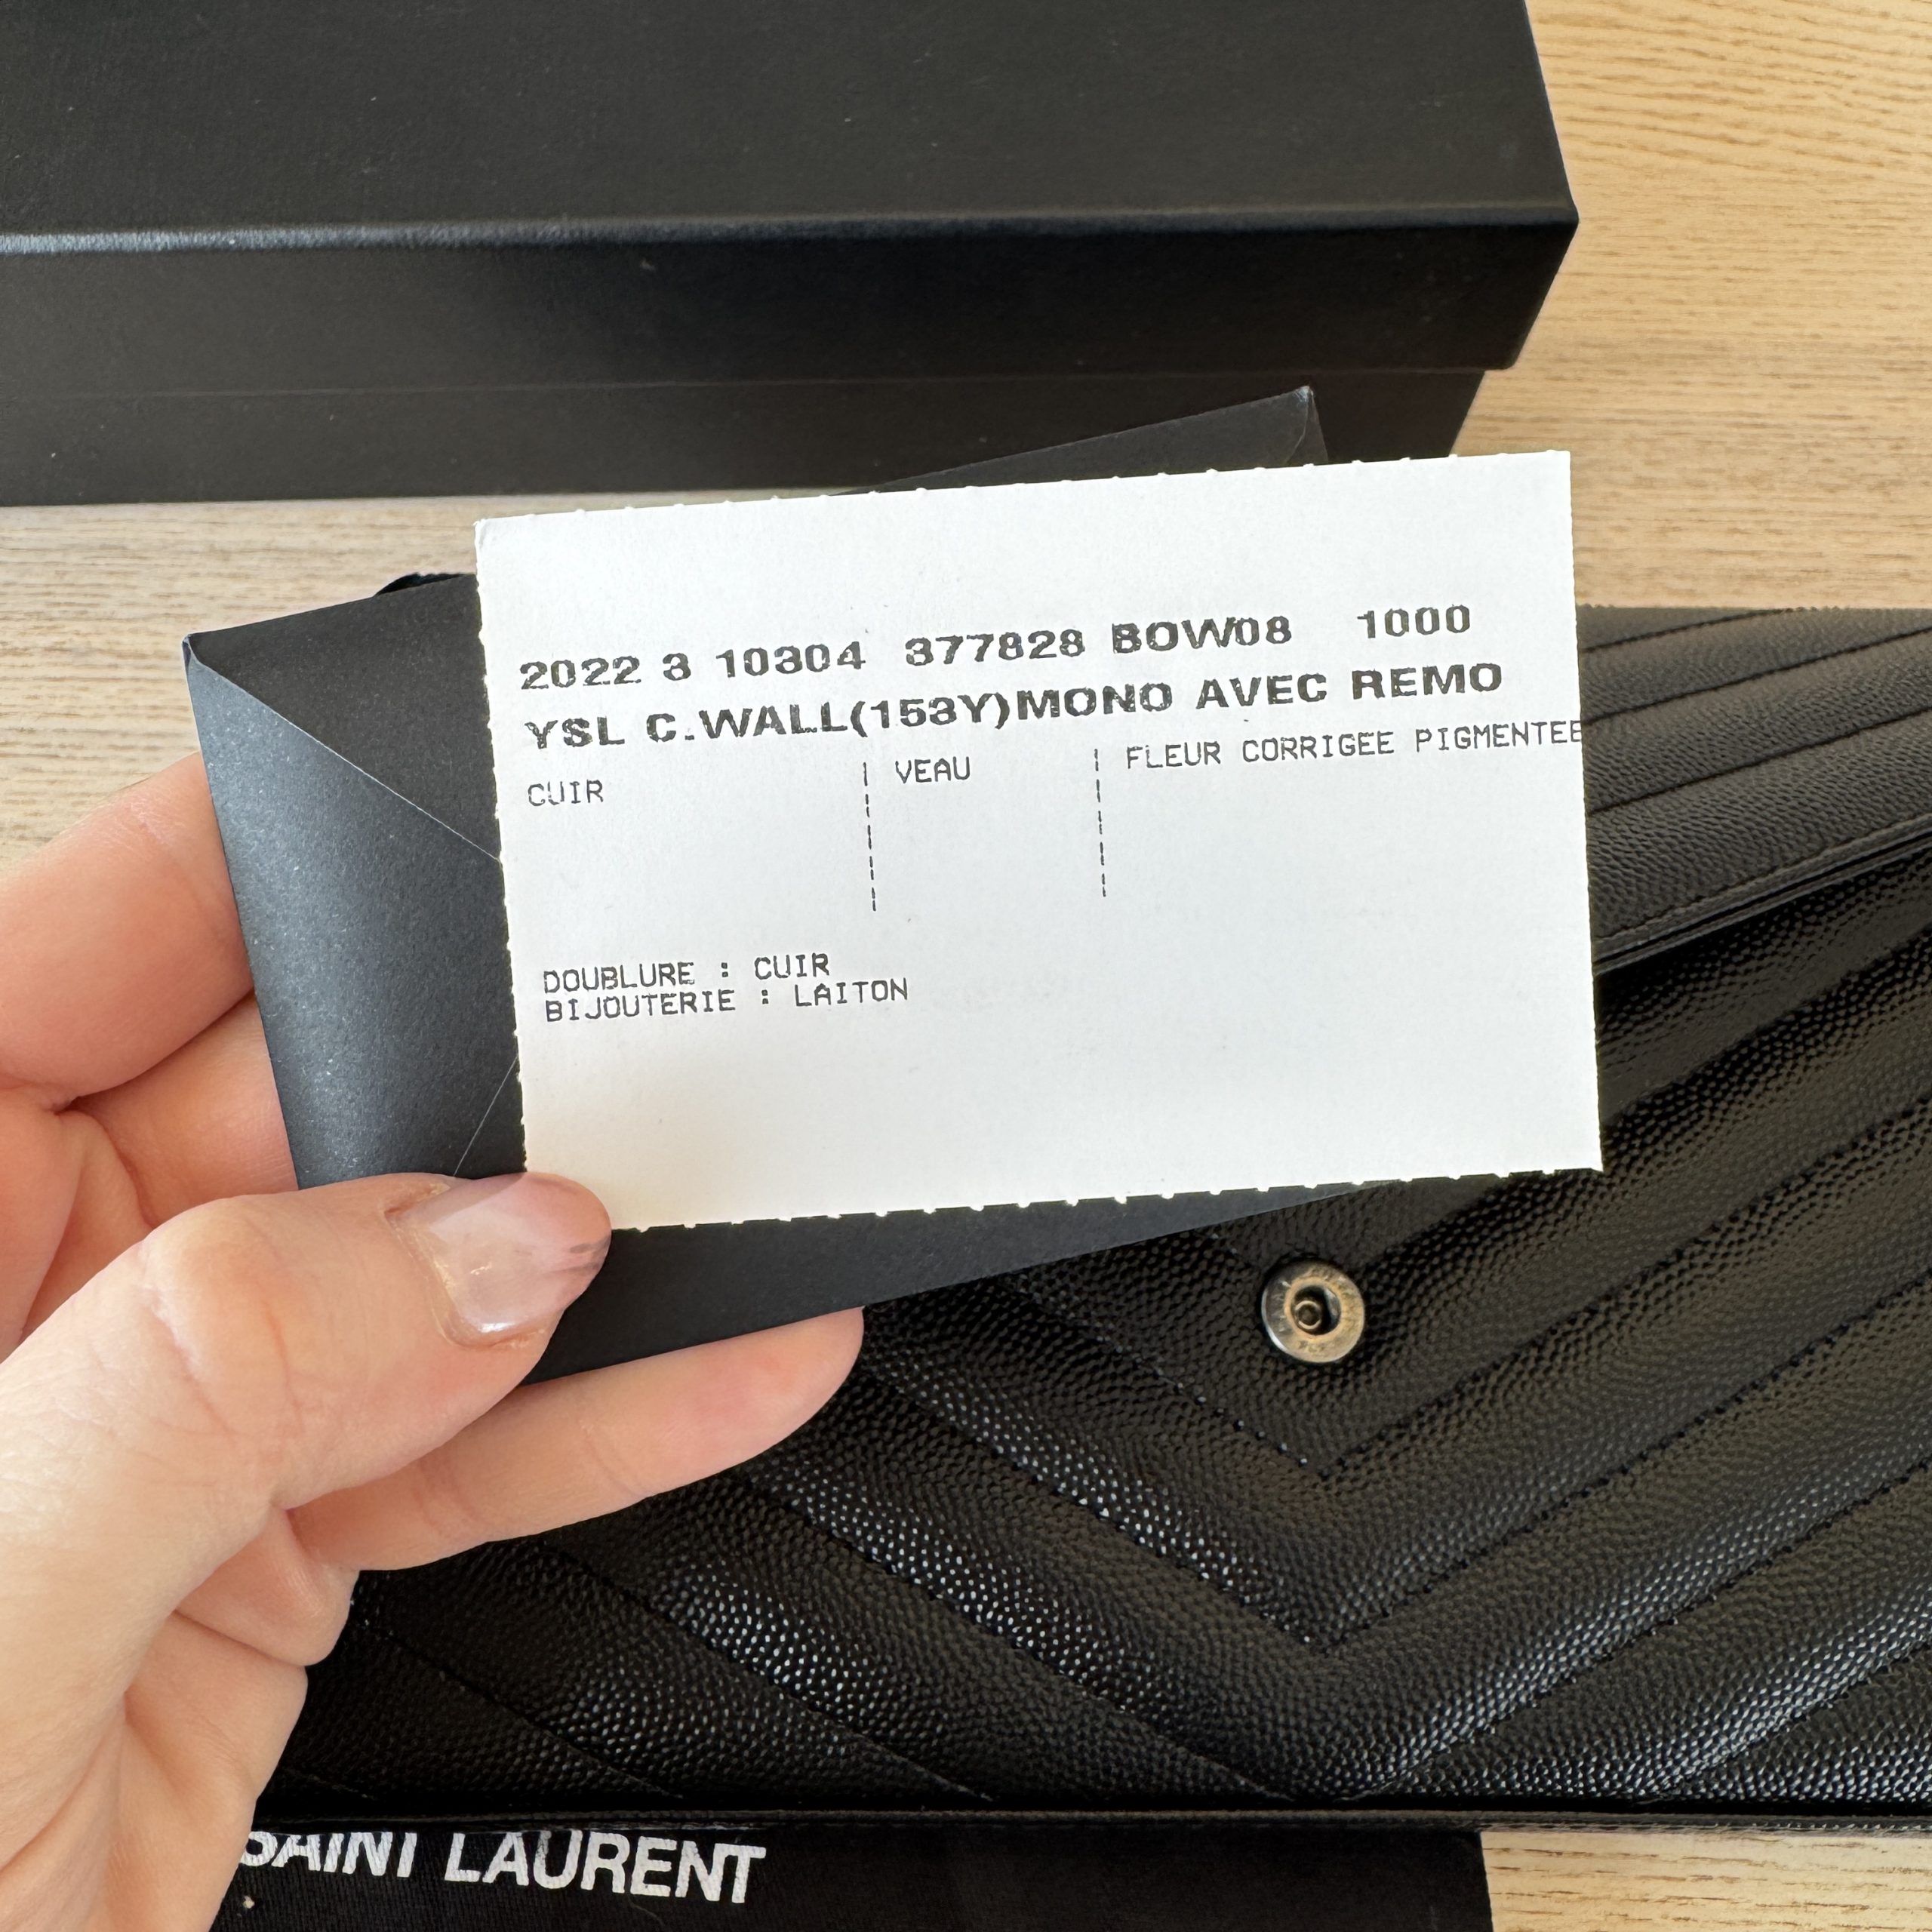 2022 3 10304 377828 BOW08 1000
YSL C.WALL(153Y)MONO AVEC REMO
CUIR | VEAU | FLEUR CORRIGEE PIGMENTEE
DOUBLURE : CUIR
BIJOUTERIE : LAITON
SAINT LAURENT